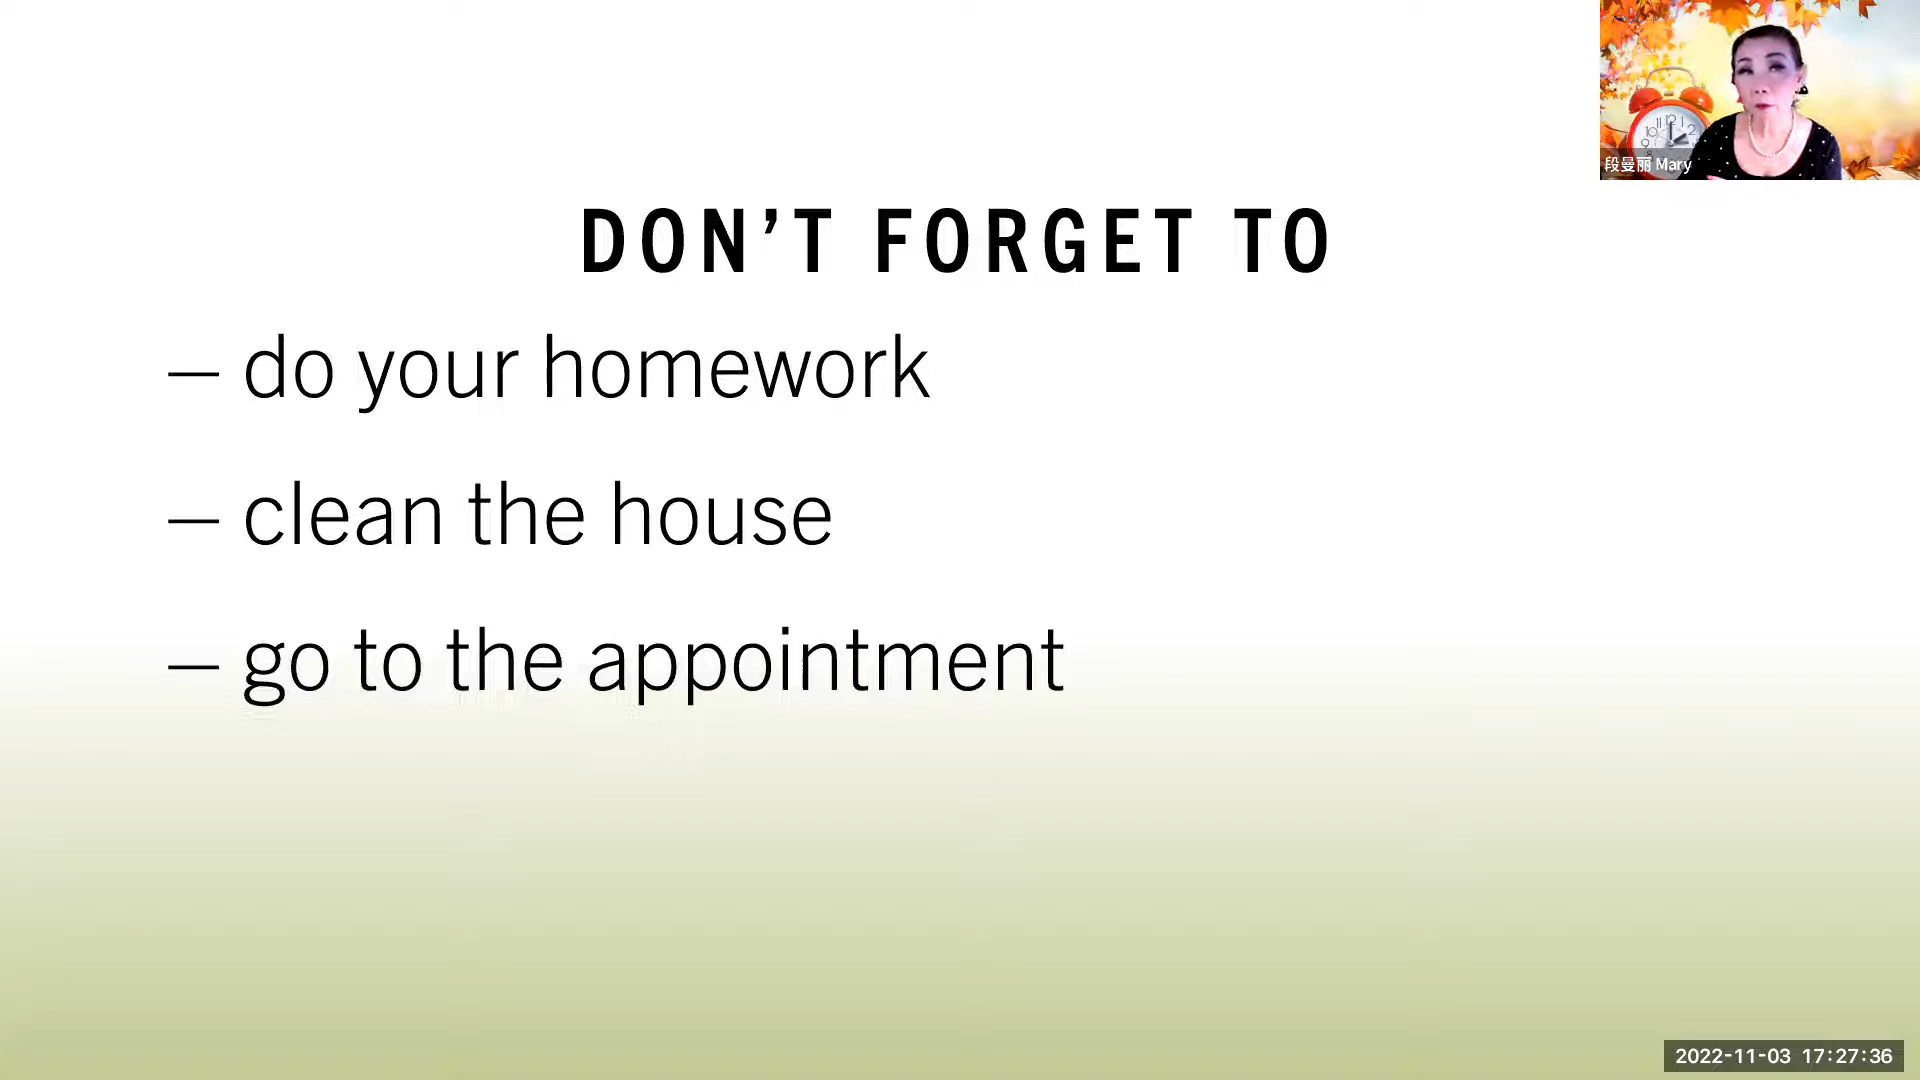 DON’T FORGET TO
– do your homework
– clean the house
– go to the appointment
段曼丽 Mary
2022-11-03 17:27:36